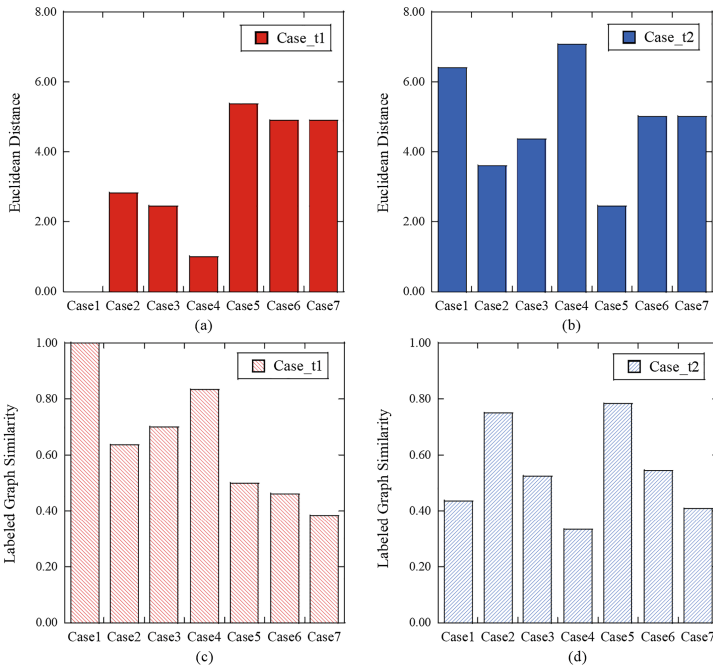 8.00
6.00
4.00
2.00
0.00
Euclidean Distance
Case_t1
Case1 Case2 Case3 Case4 Case5 Case6 Case7
(a)
8.00
6.00
4.00
2.00
0.00
Euclidean Distance
Case_t2
Case1 Case2 Case3 Case4 Case5 Case6 Case7
(b)
1.00
0.80
0.60
0.40
0.20
0.00
Labeled Graph Similarity
Case_t1
Case1 Case2 Case3 Case4 Case5 Case6 Case7
(c)
1.00
0.80
0.60
0.40
0.20
0.00
Labeled Graph Similarity
Case_t2
Case1 Case2 Case3 Case4 Case5 Case6 Case7
(d)